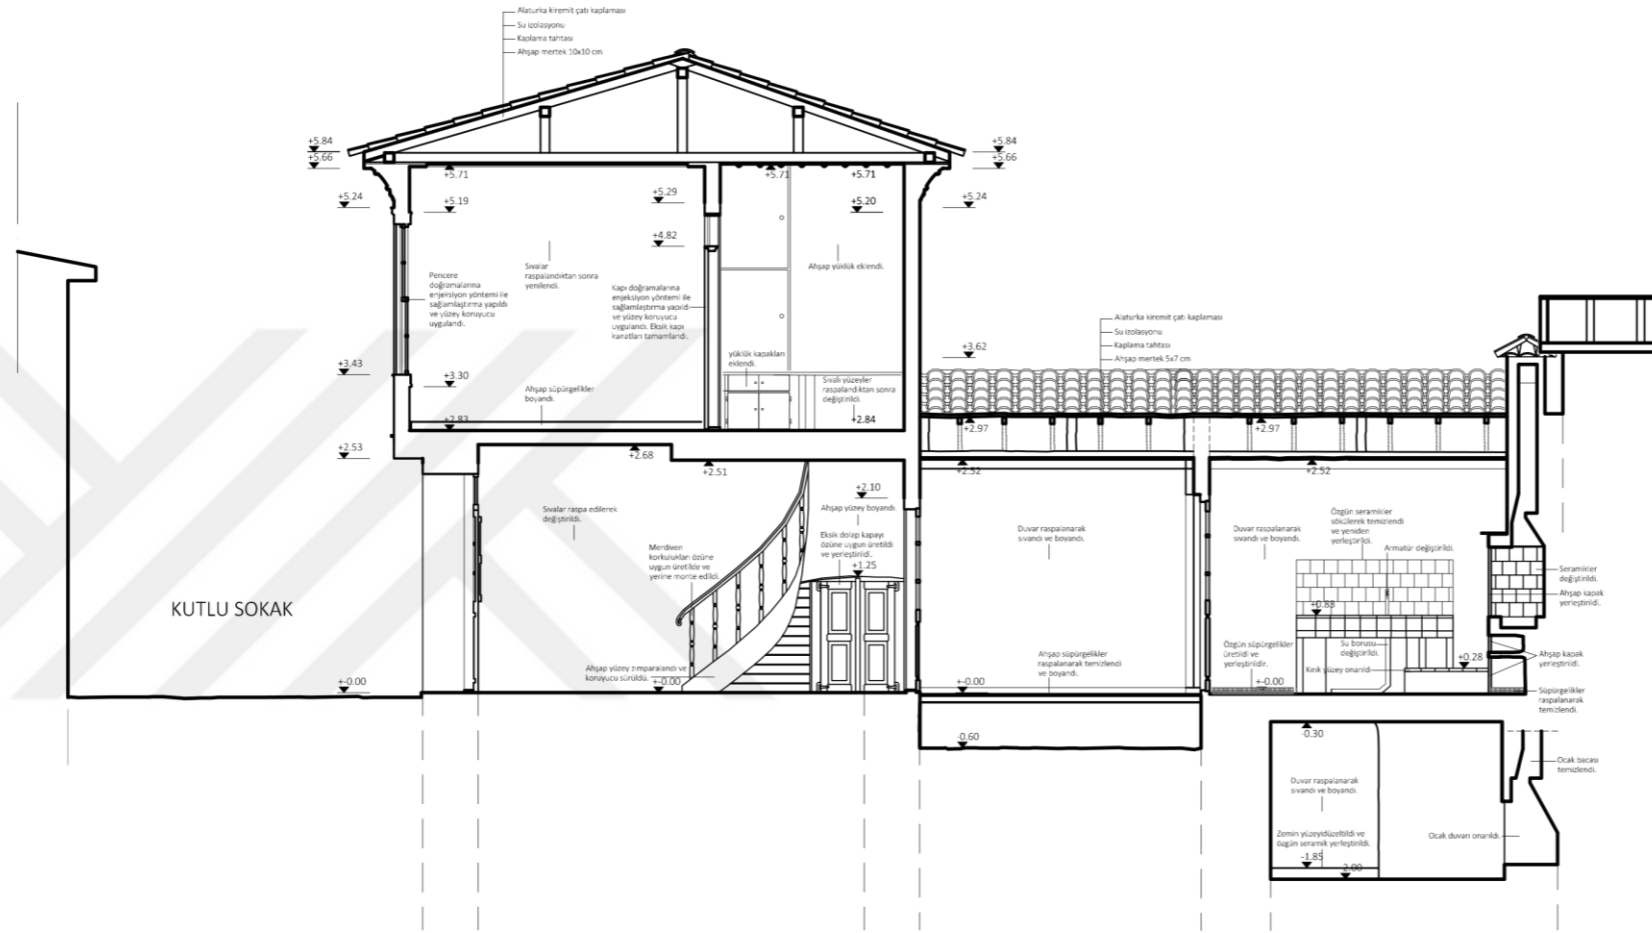 Alaturka kiremit çatı kaplaması
Su izolasyonu
Kaplama tahtası
Ahşap mertek 10x10 cm
+5.84
+5.66
+5.24
+5.84
+5.66
+5.24
+5.71
+5.19
+5.29
+4.82
+5.71
+5.71
+5.20
Pencere
doğramalarına
enjeksiyon yöntemi ile
sağlamlaştırma yapıldı
ve yüzey koruyucu
uygulandı.
Sıvalar
raspalandıktan sonra
yenilendi.
Kapı doğramalarına
enjeksiyon yöntemi ile
sağlamlaştırma yapıldı
ve yüzey koruyucu
uygulandı. Eksik kapı
kanatları tamamlandı.
Ahşap yüklük eklendi.
yüklük kapakları
eklendi.
Sıvalı yüzeyler
raspalandıktan sonra
değiştirildi.
Ahşap süpürgelikler
boyandı.
+3.43
+3.30
+2.83
+2.84
+2.53
+2.68
+2.51
Alaturka kiremit çatı kaplaması
Su izolasyonu
Kaplama tahtası
Ahşap mertek 5x7 cm
+3.62
+2.97
+2.97
+2.52
+2.52
Sıvalar raspa edilerek
değiştirildi.
Merdiven
korkulukları özüne
uygun üretilde ve
yerine monte edildi.
+2.10
Ahşap yüzey boyandı.
Eksik dolap kapayı
özüne uygun üretildi
ve yerleştirildi.
+1.25
Ahşap yüzey zımparalandı ve
koruyucu sürüldü.
+-0.00
+-0.00
KUTLU SOKAK
Duvar raspalanarak
sıvandı ve boyandı.
Ahşap süpürgelikler
raspalanarak temizlendi
ve boyandı.
+-0.00
-0.60
Duvar raspalanarak
sıvandı ve boyandı.
Özgün seramikler
sökülerek temizlendi
ve yeniden
yerleştirildi.
Armatür değiştirildi.
+0.83
Özgün süpürgelikler
üretildi ve
yerleştirildir.
Su borusu
değiştirildi.
Kırık yüzey onarıldı
+0.28
+-0.00
Seramikler
değiştirildi.
Ahşap kapak
yerleştirildi.
Ahşap kapak
yerleştirildi.
Süpürgelikler
raspalanarak
temizlendi.
-0.30
Duvar raspalanarak
sıvandı ve boyandı.
Zemin yüzeyidüzeltildi ve
özgün seramik yerleştirildi.
-1.85
-2.00
Ocak bacası
temizlendi.
Ocak duvarı onarıldı.